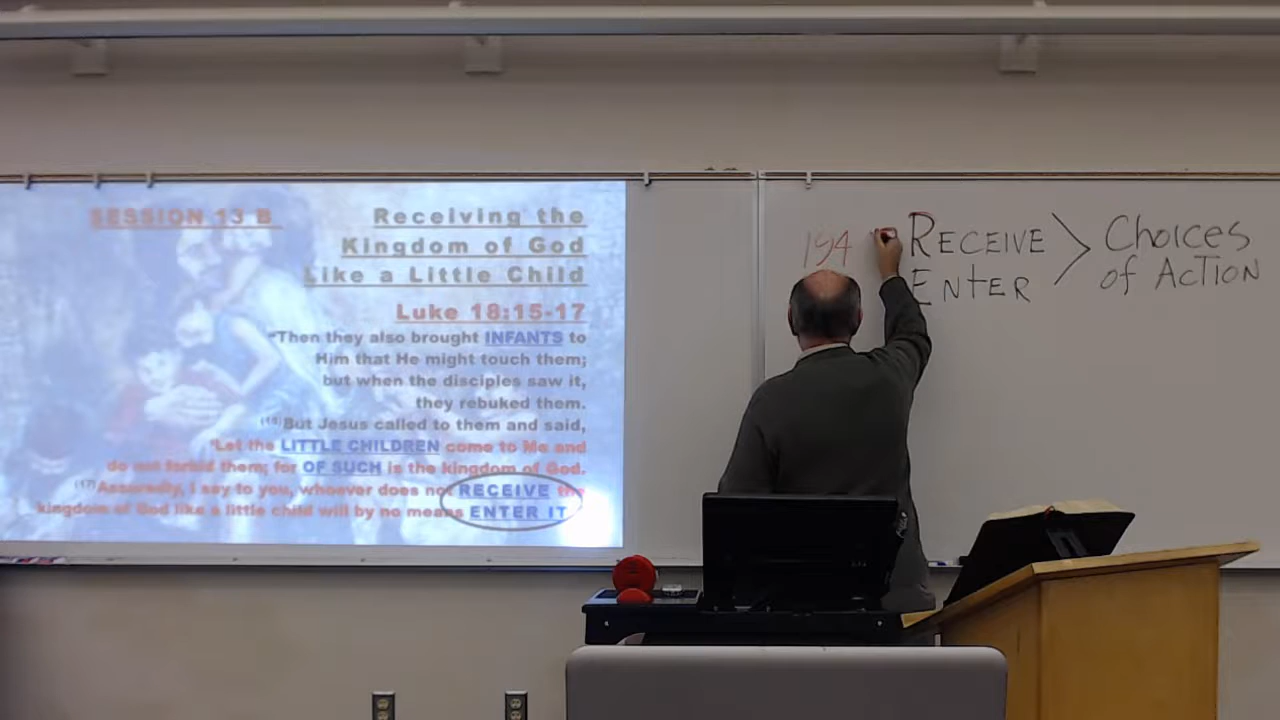 SESSION 13 B
Receiving the
Kingdom of God
Like a Little Child
Luke 18:15-17
"Then they also brought INFANTS to
Him that He might touch them;
but when the disciples saw it,
they rebuked them.
(16)But Jesus called to them and said,
"Let the LITTLE CHILDREN come to Me and
do not forbid them; for OF SUCH is the kingdom of God.
(17)Assuredly, I say to you, whoever does not RECEIVE the
kingdom of God like a little child will by no means ENTER IT
194
RECEIVE > Choices
ENTER of ACTION